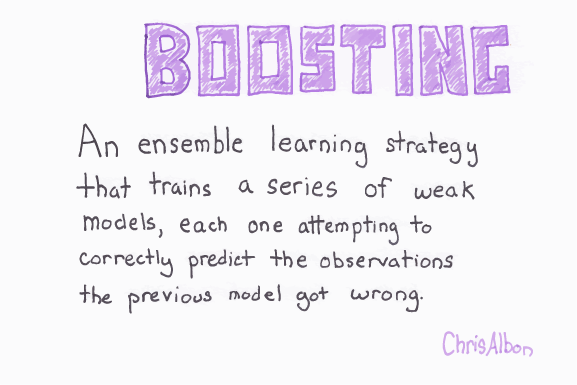 BOOSTING
An ensemble learning strategy
that trains a series of weak
models, each one attempting to
correctly predict the observations
the previous model got wrong.
ChrisAlbon